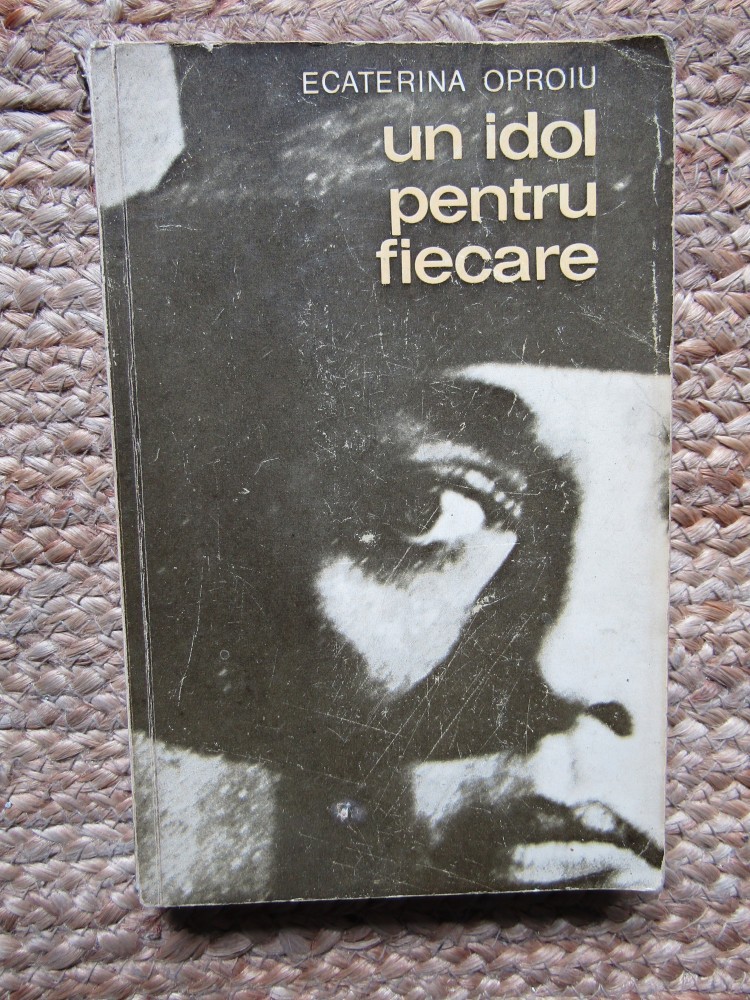 ECATERINA OPROIU
un idol
pentru
fiecare